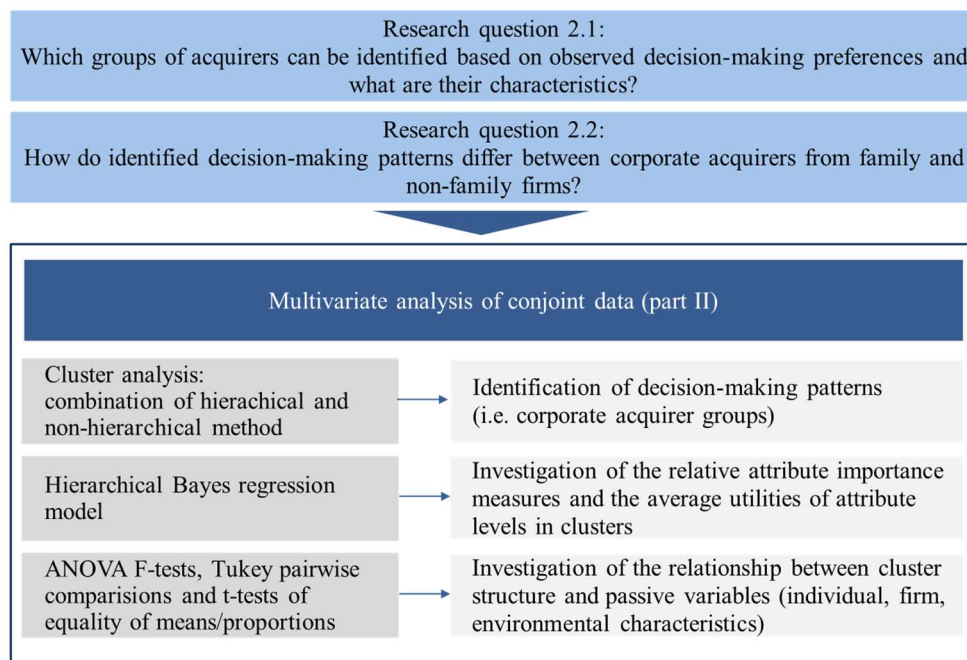 Research question 2.1:
Which groups of acquirers can be identified based on observed decision-making preferences and
what are their characteristics?
Research question 2.2:
How do identified decision-making patterns differ between corporate acquirers from family and
non-family firms?
Multivariate analysis of conjoint data (part II)
Cluster analysis:
combination of hierachical and
non-hierarchical method
Identification of decision-making patterns
(i.e. corporate acquirer groups)
Hierarchical Bayes regression
model
Investigation of the relative attribute importance
measures and the average utilities of attribute
levels in clusters
ANOVA F-tests, Tukey pairwise
comparisions and t-tests of
equality of means/proportions
Investigation of the relationship between cluster
structure and passive variables (individual, firm,
environmental characteristics)